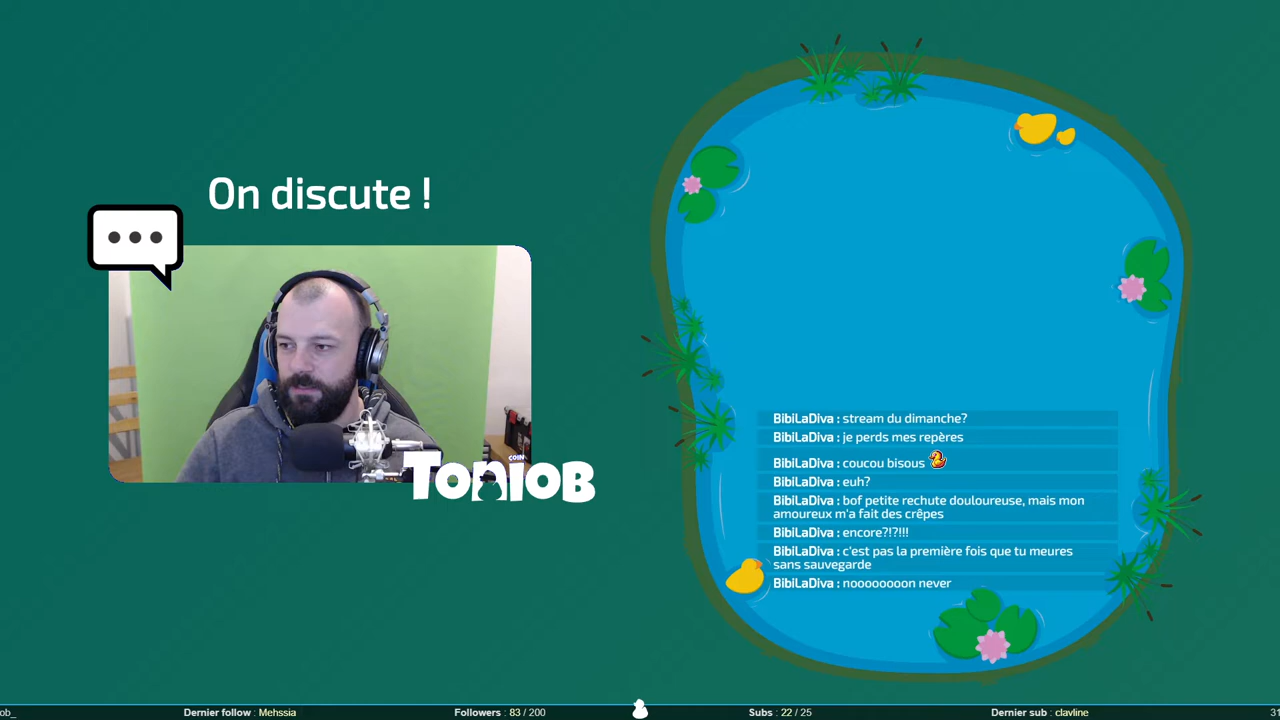 On discute !
COIN
TONIOB
BibiLaDiva : stream du dimanche?
BibiLaDiva : je perds mes repères
BibiLaDiva : coucou bisous
BibiLaDiva : euh?
BibiLaDiva : bof petite rechute douloureuse, mais mon
amoureux m'a fait des crêpes
BibiLaDiva : encore?!?!!!
BibiLaDiva : c'est pas la première fois que tu meures
sans sauvegarde
BibiLaDiva : noooooooon never
ob_ Dernier follow : Mehssia Followers : 83 / 200 Subs : 22 / 25 Dernier sub : clavline